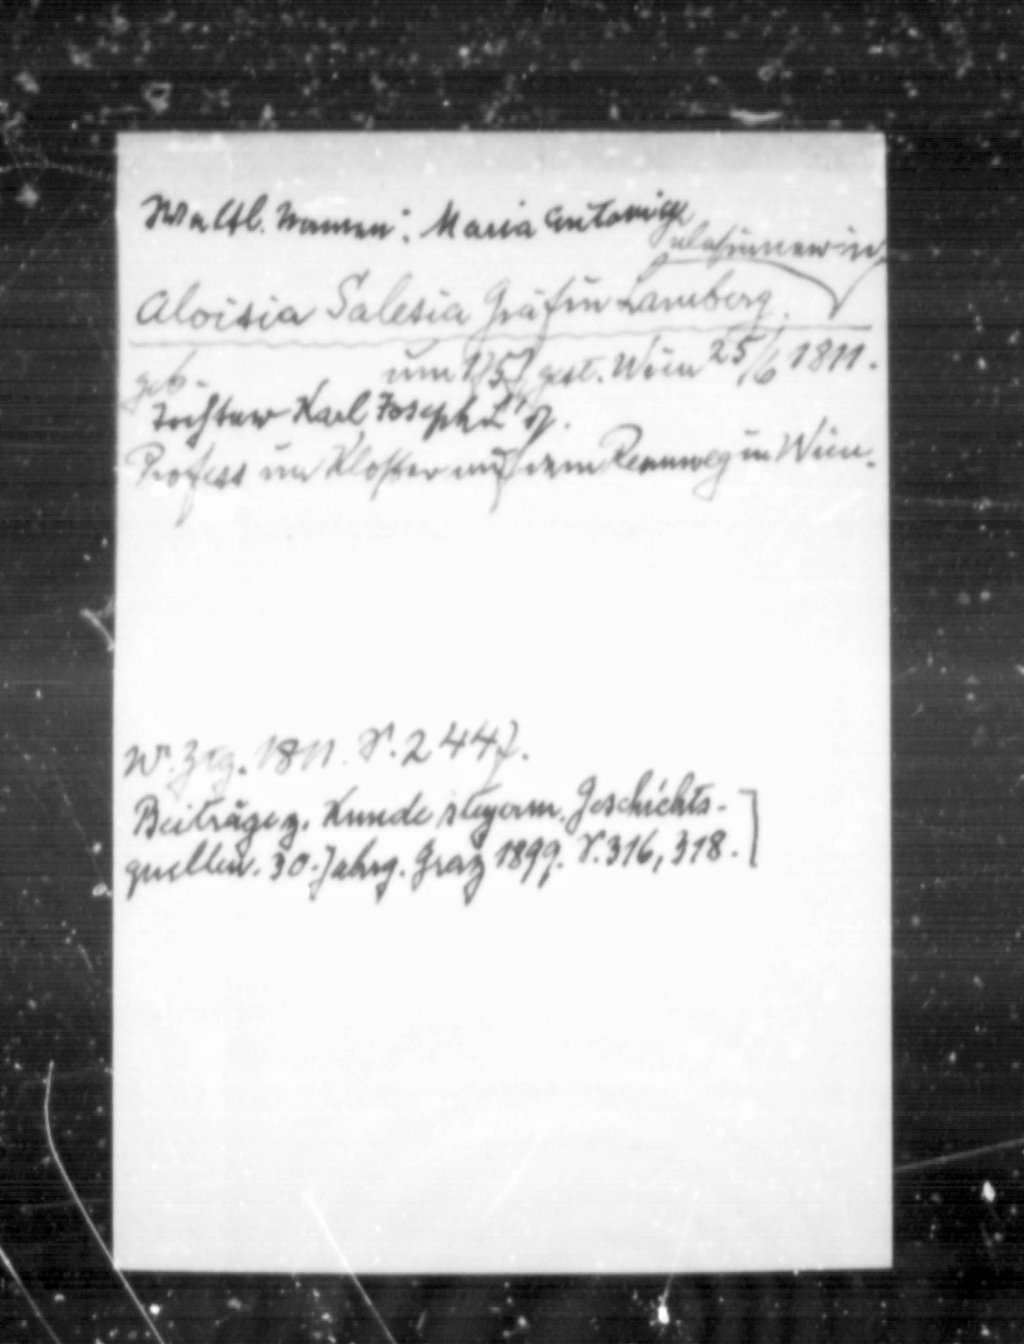 Weltl. Namen: Maria Antonia
Salesianerin
Aloisia Salesia Gräfin Lamberg.
geb. um 1751 gest. Wien 25/6 1811.
Tochter Karl Joseph L's.
Profess im Kloster auf dem Rennweg in Wien.
W. Ztg. 1811. S. 2447.
Beiträge z. Kunde steyerm. Geschichts-
quellen. 30. Jahrg. Graz 1899. S. 316, 318.]